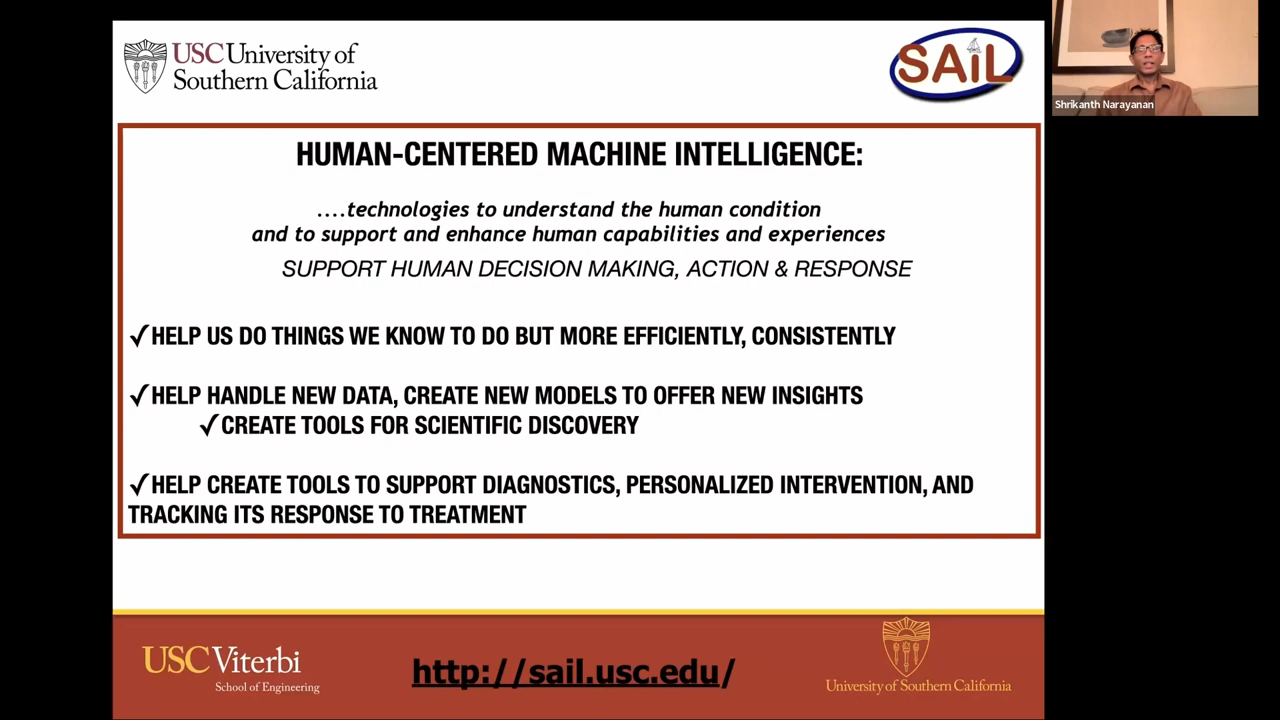 USC University of
Southern California
SAIL
Shrikanth Narayanan
HUMAN-CENTERED MACHINE INTELLIGENCE:
....technologies to understand the human condition
and to support and enhance human capabilities and experiences
SUPPORT HUMAN DECISION MAKING, ACTION & RESPONSE
✓HELP US DO THINGS WE KNOW TO DO BUT MORE EFFICIENTLY, CONSISTENTLY
✓HELP HANDLE NEW DATA, CREATE NEW MODELS TO OFFER NEW INSIGHTS
✓CREATE TOOLS FOR SCIENTIFIC DISCOVERY
✓HELP CREATE TOOLS TO SUPPORT DIAGNOSTICS, PERSONALIZED INTERVENTION, AND
TRACKING ITS RESPONSE TO TREATMENT
USC Viterbi
School of Engineering
http://sail.usc.edu/
University of Southern California